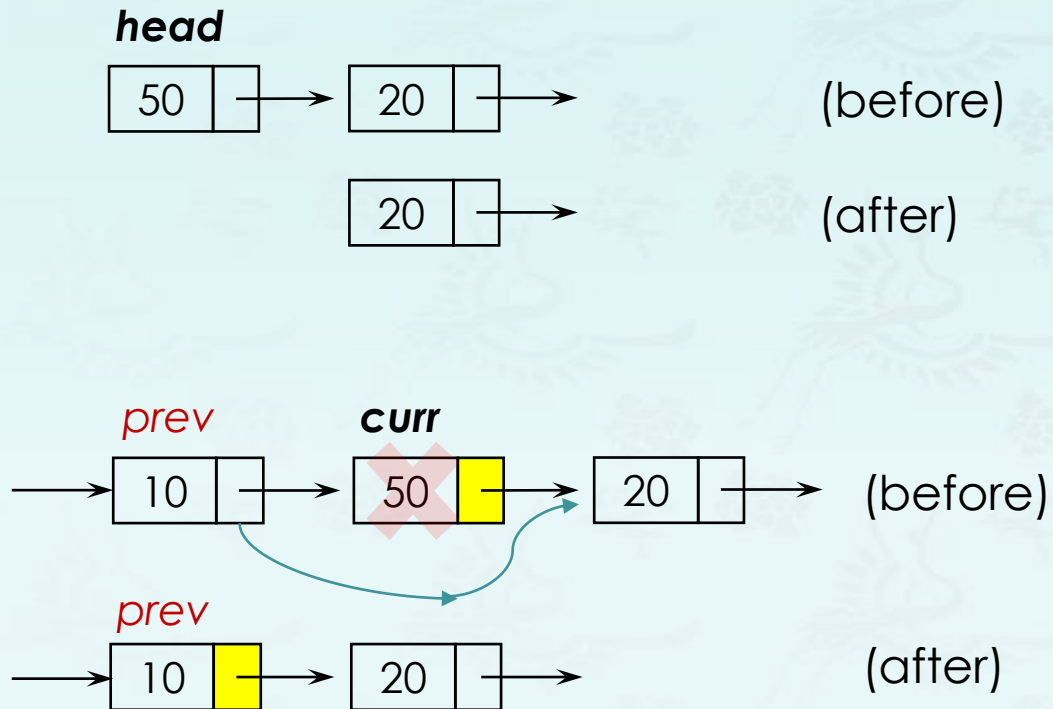 head
50 20 (before)
20 (after)
prev curr
10 50 20 (before)
prev
10 20 (after)